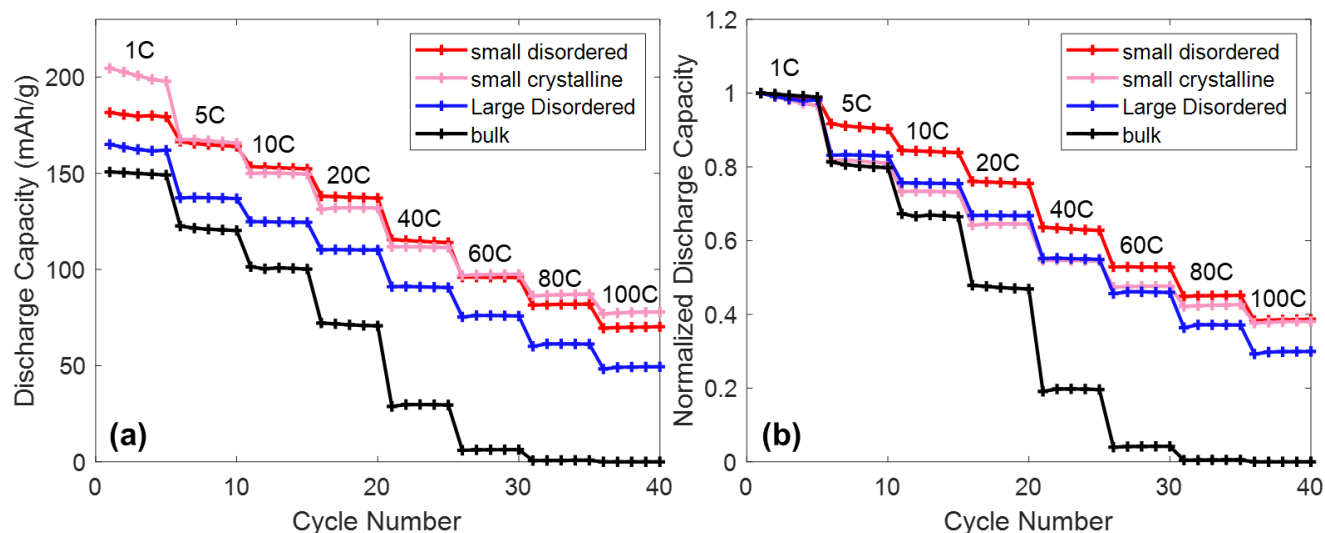 Discharge Capacity (mAh/g)
200
150
100
50
0
1C
5C
10C
20C
40C
60C
80C
100C
small disordered
small crystalline
Large Disordered
bulk
(a)
0
10
20
30
40
Cycle Number
Normalized Discharge Capacity
1.2
1
0.8
0.6
0.4
0.2
0
1C
5C
10C
20C
40C
60C
80C
100C
small disordered
small crystalline
Large Disordered
bulk
(b)
0
10
20
30
40
Cycle Number